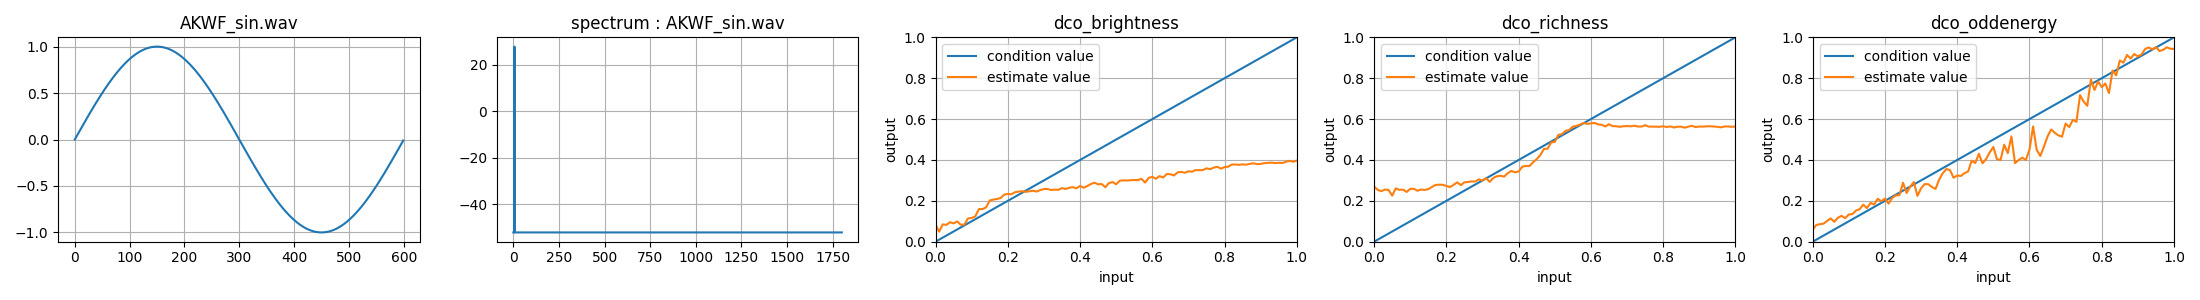 AKWF_sin.wav
1.0
0.5
0.0
−0.5
−1.0
0 100 200 300 400 500 600
spectrum : AKWF_sin.wav
20
0
−20
−40
0 250 500 750 1000 1250 1500 1750
dco_brightness
condition value
estimate value
output
1.0
0.8
0.6
0.4
0.2
0.0
0.0 0.2 0.4 0.6 0.8 1.0
input
dco_richness
condition value
estimate value
output
1.0
0.8
0.6
0.4
0.2
0.0
0.0 0.2 0.4 0.6 0.8 1.0
input
dco_oddenergy
condition value
estimate value
output
1.0
0.8
0.6
0.4
0.2
0.0
0.0 0.2 0.4 0.6 0.8 1.0
input